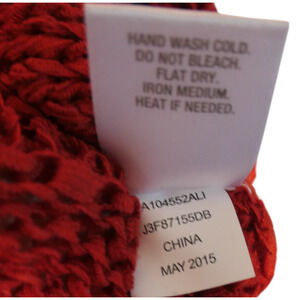 HAND WASH COLD.
DO NOT BLEACH.
FLAT DRY.
IRON MEDIUM.
HEAT IF NEEDED.
A104552ALI
J3F87155DB
CHINA
MAY 2015